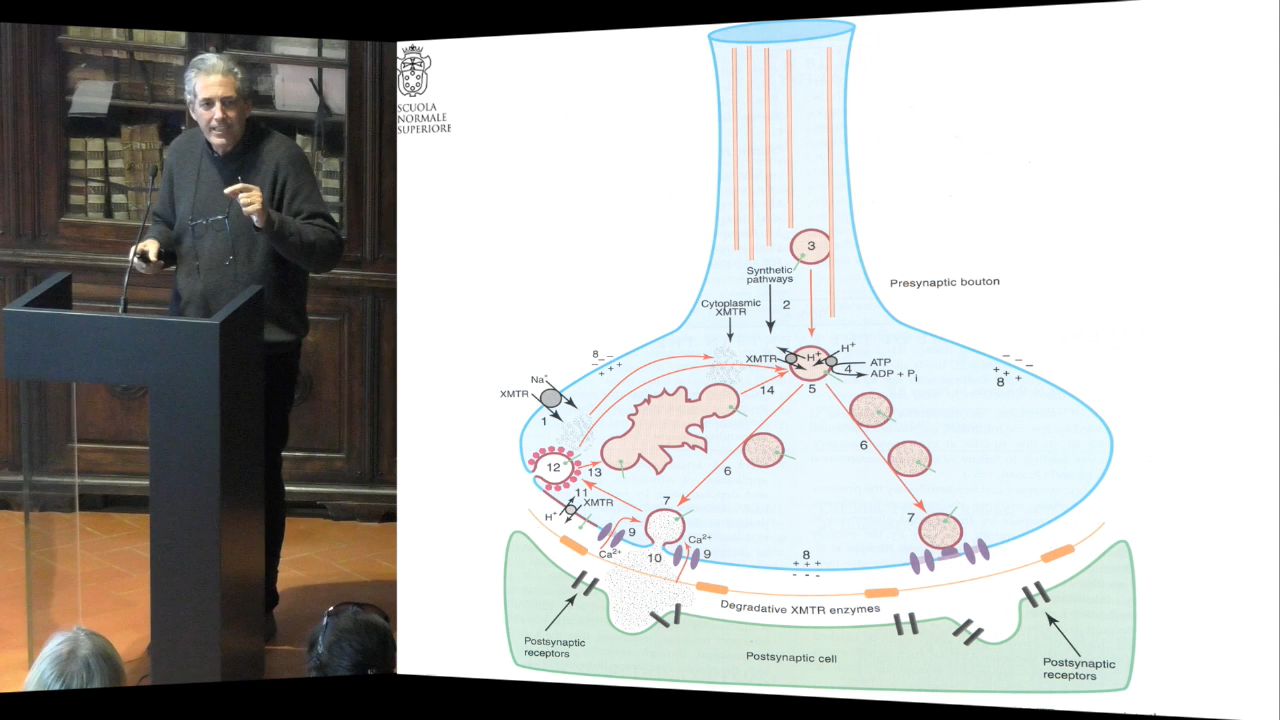 SCUOLA
NORMALE
SUPERIORE
3
Presynaptic bouton
Synthetic
pathways
2
Cytoplasmic
XMTR
8
_ _ _
+ + +
XMTR
H+
H+
ATP
ADP + Pi
4
5
14
_ _ _
+ + +
8
Na+
XMTR
1
12
13
6
6
11
XMTR
H+
7
9
Ca2+
10
Ca2+
9
7
8
+ + +
- - -
Degradative XMTR enzymes
Postsynaptic
receptors
Postsynaptic cell
Postsynaptic
receptors